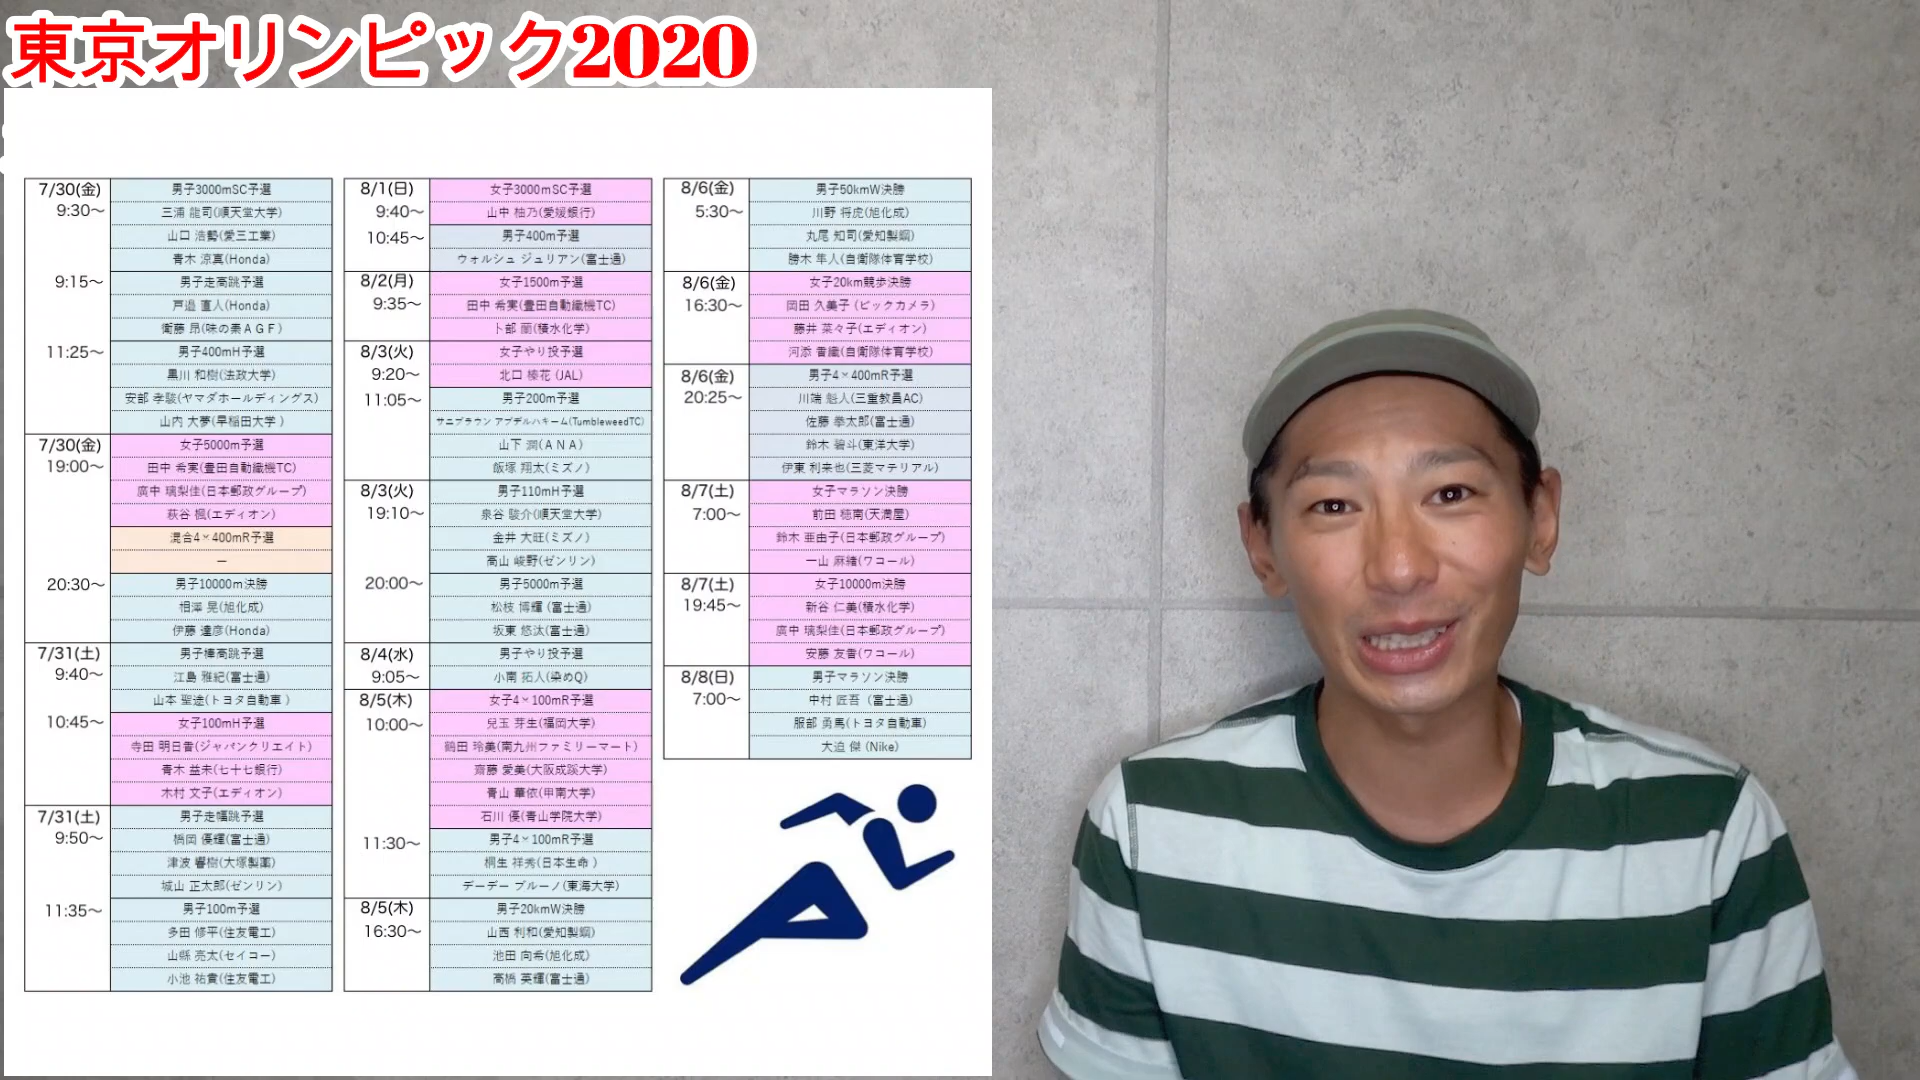 東京オリンピック2020
7/30(金)
9:30～
男子3000mSC予選
三浦 龍司(順天堂大学)
山口 浩勢(愛三工業)
青木 涼真(Honda)
9:15～
男子走高跳予選
戸邉 直人(Honda)
衛藤 昂(味の素ＡＧＦ)
11:25～
男子400mH予選
黒川 和樹(法政大学)
安部 孝駿(ヤマダホールディングス)
山内 大夢(早稲田大学 )
7/30(金)
19:00～
女子5000m予選
田中 希実(豊田自動織機TC)
廣中 璃梨佳(日本郵政グループ)
萩谷 楓(エディオン)
混合4×400mR予選
ー
20:30～
男子10000m決勝
相澤 晃(旭化成)
伊藤 達彦(Honda)
7/31(土)
9:40～
男子棒高跳予選
江島 雅紀(富士通)
山本 聖途(トヨタ自動車 )
10:45～
女子100mH予選
寺田 明日香(ジャパンクリエイト)
青木 益未(七十七銀行)
木村 文子(エディオン)
7/31(土)
9:50～
男子走幅跳予選
橋岡 優輝(富士通)
津波 響樹(大塚製薬)
城山 正太郎(ゼンリン)
11:35～
男子100m予選
多田 修平(住友電工)
山縣 亮太(セイコー)
小池 祐貴(住友電工)
8/1(日)
9:40～
女子3000mSC予選
山中 柚乃(愛媛銀行)
10:45～
男子400m予選
ウォルシュ ジュリアン(富士通)
8/2(月)
9:35～
女子1500m予選
田中 希実(豊田自動織機TC)
卜部 蘭(積水化学)
8/3(火)
9:20～
女子やり投予選
北口 榛花 (JAL)
11:05～
男子200m予選
サニブラウン アブデルハキーム(TumbleweedTC)
山下 潤(ＡＮＡ)
飯塚 翔太(ミズノ)
8/3(火)
19:10～
男子110mH予選
泉谷 駿介(順天堂大学)
金井 大旺(ミズノ)
高山 峻野(ゼンリン)
20:00～
男子5000m予選
松枝 博輝 (富士通)
坂東 悠汰(富士通)
8/4(水)
9:05～
男子やり投予選
小南 拓人(染めQ)
8/5(木)
10:00～
女子4×100mR予選
兒玉 芽生(福岡大学)
鶴田 玲美(南九州ファミリーマート)
齋藤 愛美(大阪成蹊大学)
青山 華依(甲南大学)
石川 優(青山学院大学)
11:30～
男子4×100mR予選
桐生 祥秀(日本生命 )
デーデー ブルーノ(東海大学)
8/5(木)
16:30～
男子20kmW決勝
山西 利和(愛知製鋼)
池田 向希(旭化成)
高橋 英輝(富士通)
8/6(金)
5:30～
男子50kmW決勝
川野 将虎(旭化成)
丸尾 知司(愛知製鋼)
勝木 隼人(自衛隊体育学校)
8/6(金)
16:30～
女子20km競歩決勝
岡田 久美子 (ビックカメラ)
藤井 菜々子(エディオン)
河添 香織(自衛隊体育学校)
8/6(金)
20:25～
男子4×400mR予選
川端 魁人(三重教員AC)
佐藤 拳太郎(富士通)
鈴木 碧斗(東洋大学)
伊東 利来也(三菱マテリアル)
8/7(土)
7:00～
女子マラソン決勝
前田 穂南(天満屋)
鈴木 亜由子(日本郵政グループ)
一山 麻緒(ワコール)
8/7(土)
19:45～
女子10000m決勝
新谷 仁美(積水化学)
廣中 璃梨佳(日本郵政グループ)
安藤 友香(ワコール)
8/8(日)
7:00～
男子マラソン決勝
中村 匠吾（富士通)
服部 勇馬(トヨタ自動車)
大迫 傑 (Nike)